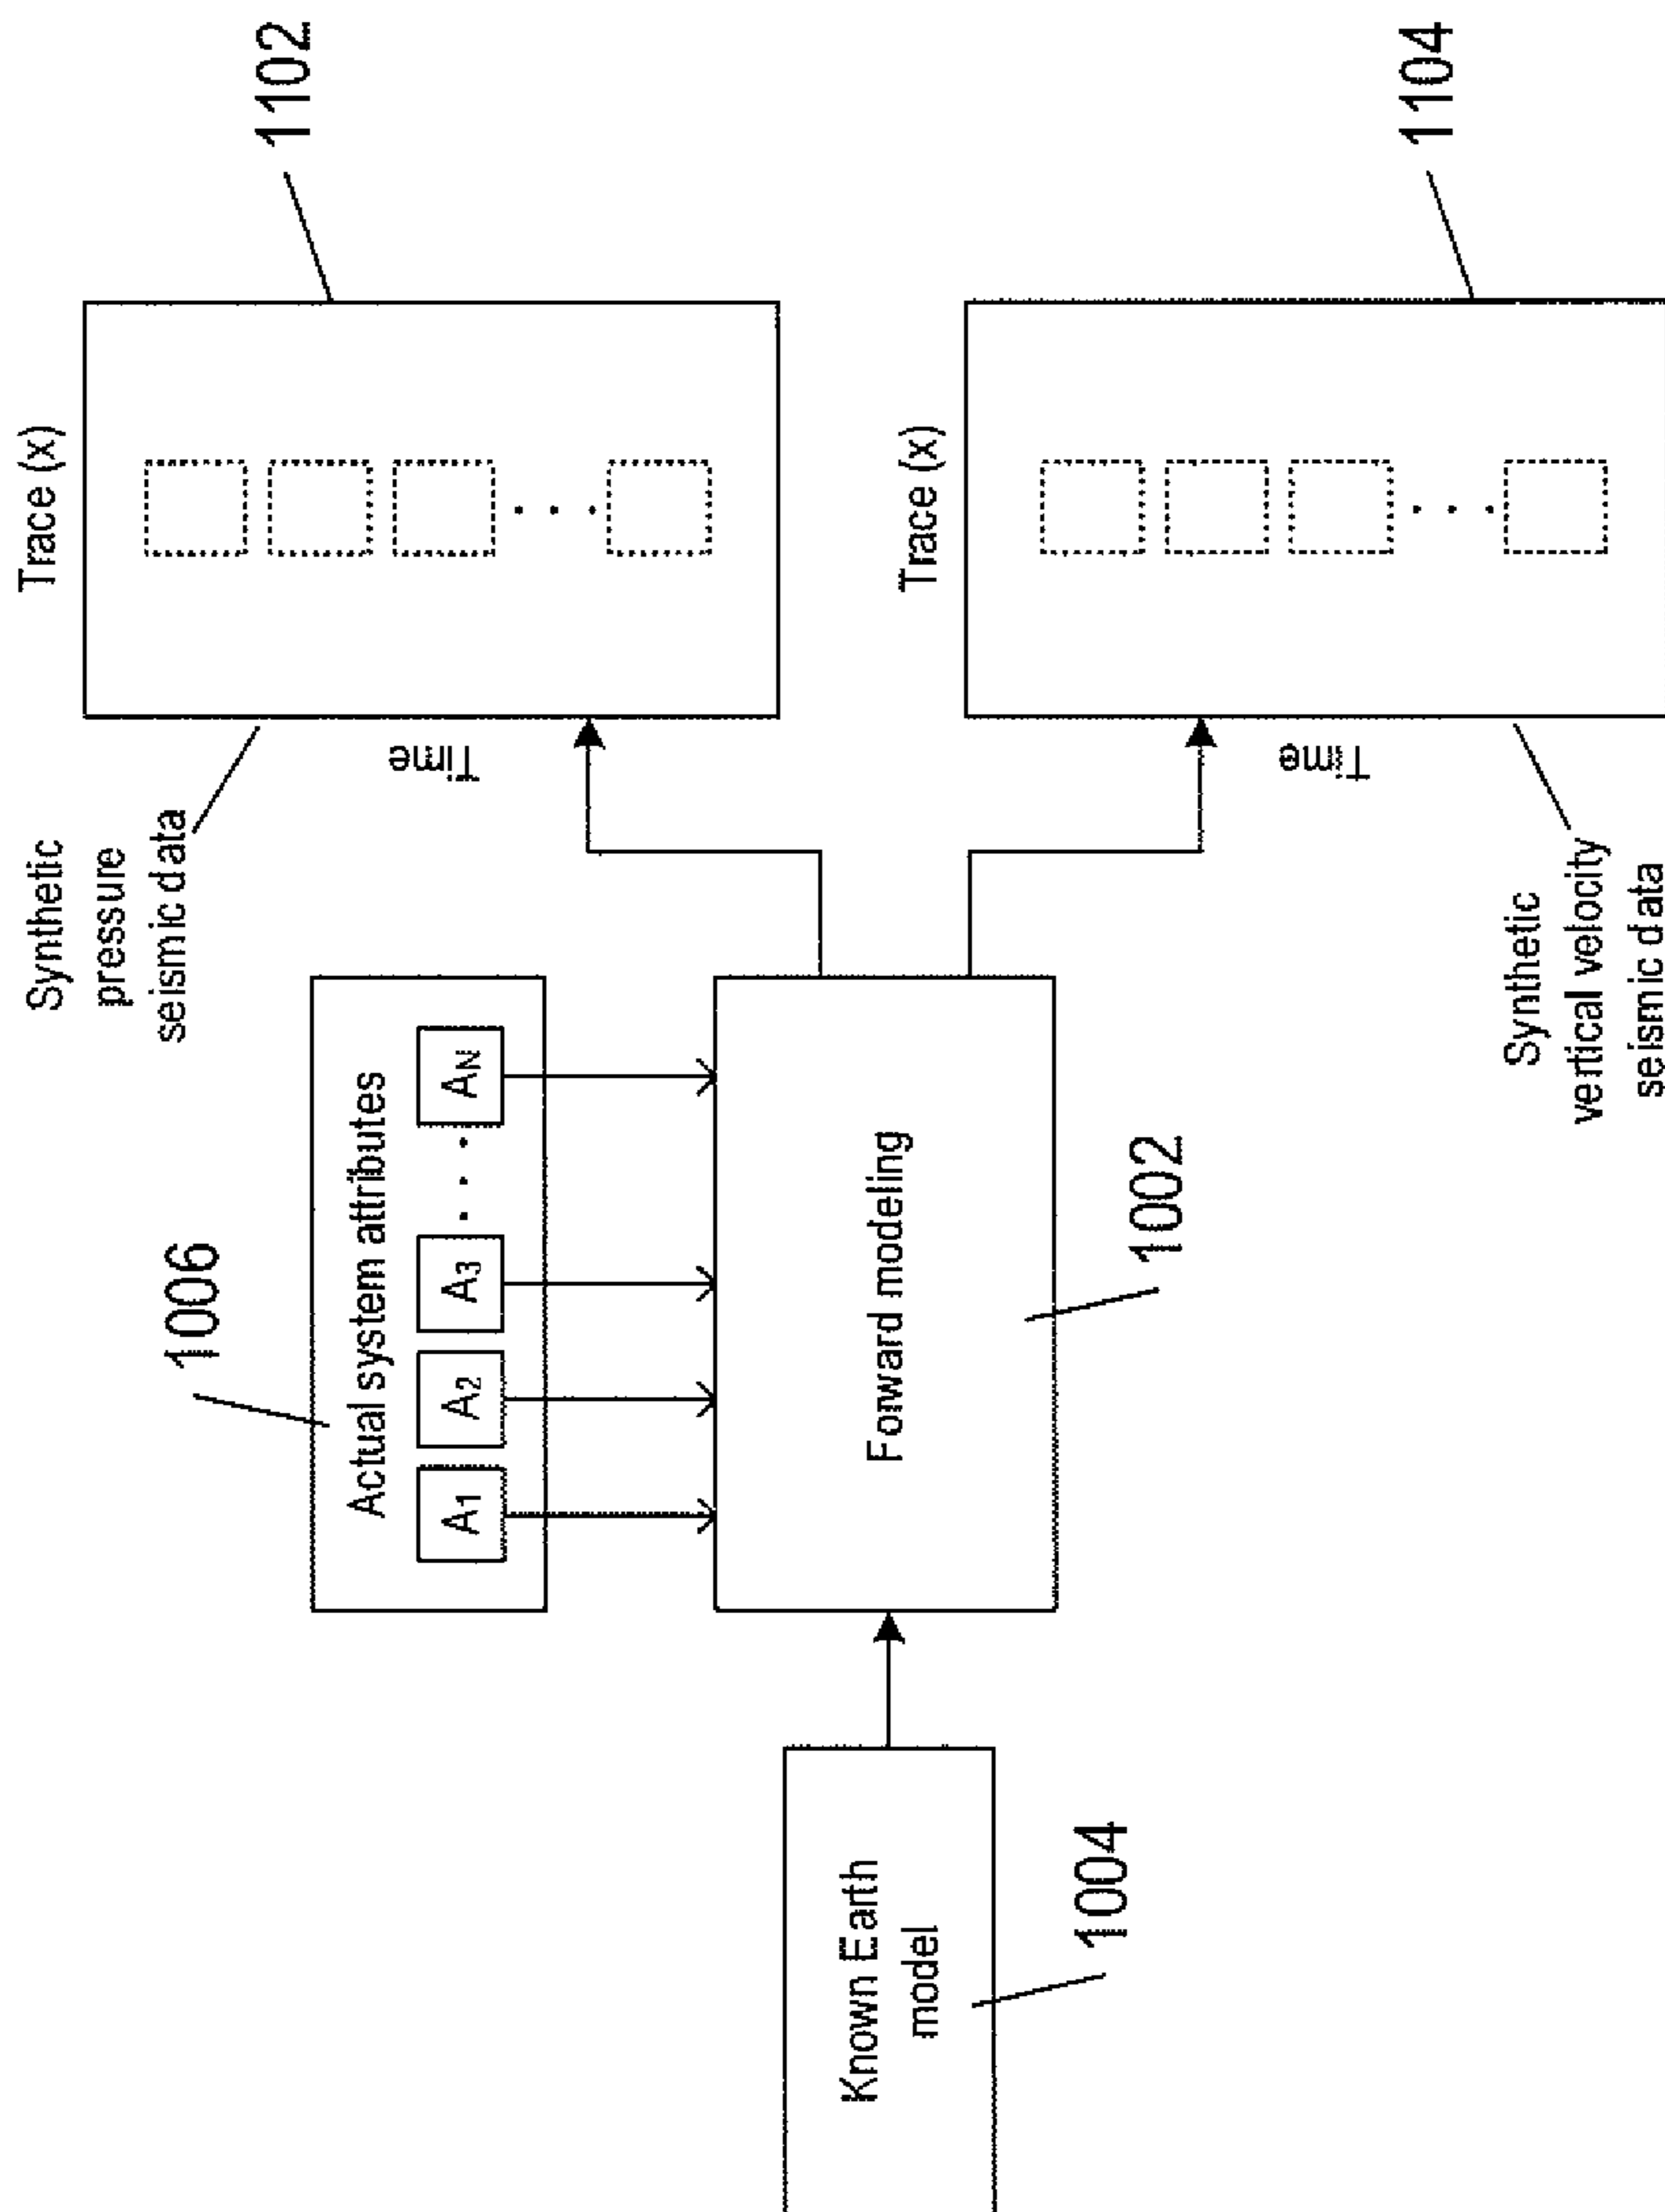 Synthetic
pressure
seismic data
Trace (x)
Time
1102
1006
Actual system attributes
A1
A2
A3
. . .
AN
Known Earth
model
1004
Forward modeling
1002
Trace (x)
Time
1104
Synthetic
vertical velocity
seismic data